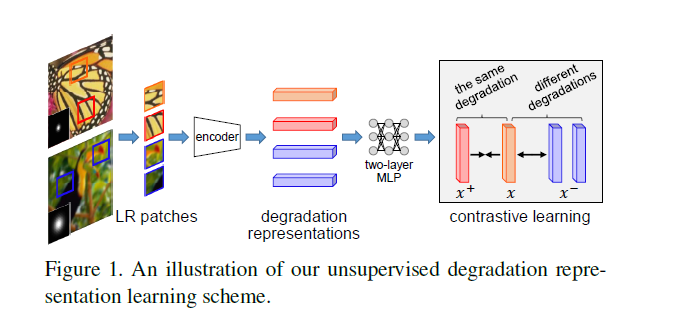 the same
degradation
different
degradations
encoder
two-layer
MLP
x⁺
x
x⁻
LR patches
degradation
representations
contrastive learning
Figure 1. An illustration of our unsupervised degradation repre-
sentation learning scheme.